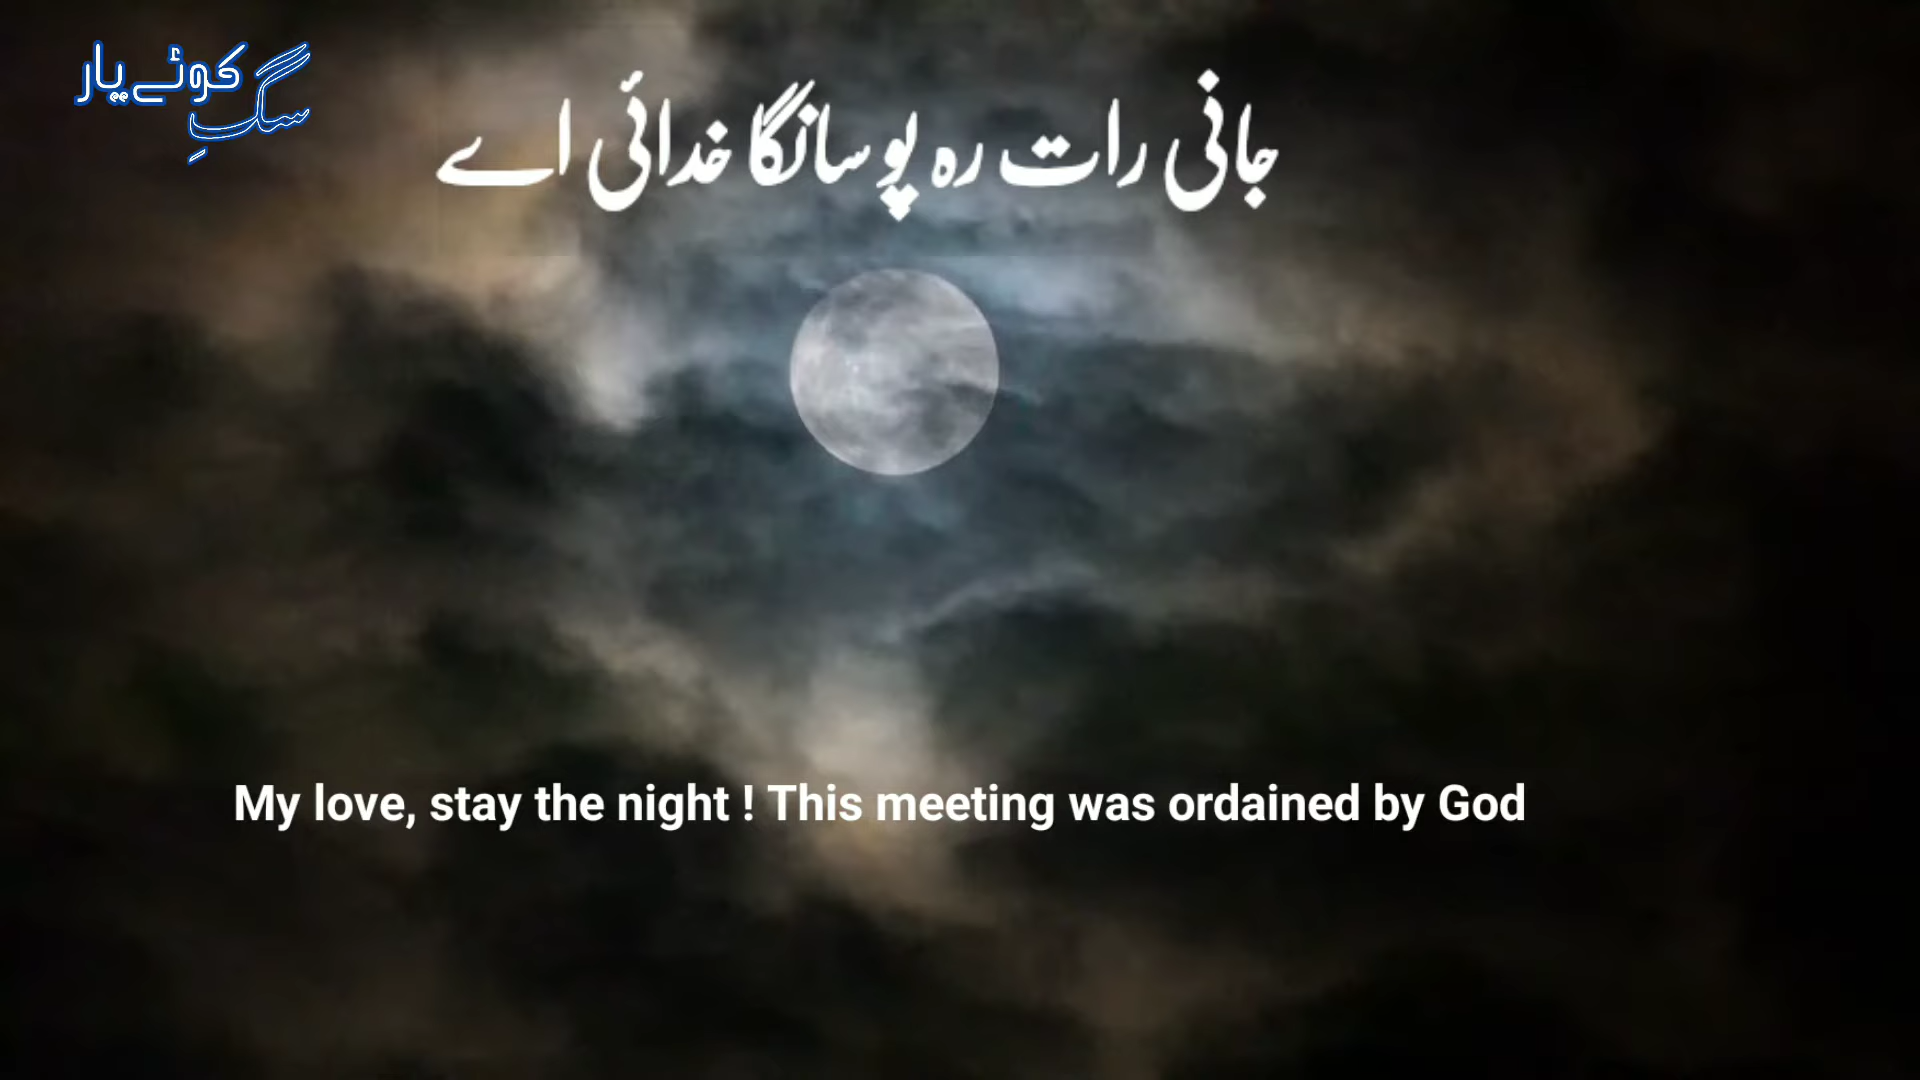 سگِ کوئے یار
جانی رات رہ پو سانگا خدائی اے
My love, stay the night ! This meeting was ordained by God